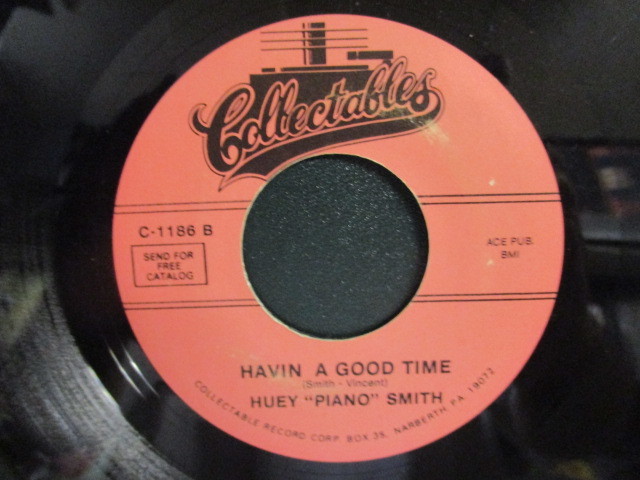 Collectables
C-1186 B
SEND FOR
FREE
CATALOG
ACE PUB.
BMI
HAVIN A GOOD TIME
(Smith - Vincent)
HUEY "PIANO" SMITH
COLLECTABLE RECORD CORP. BOX 35, NARBERTH, PA 19072